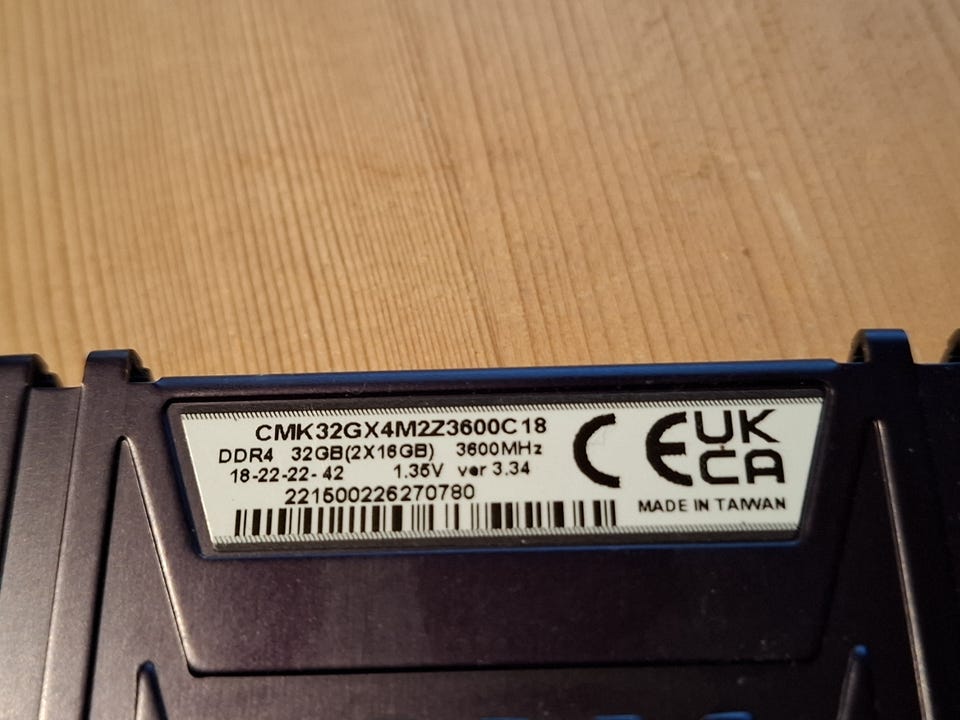 CMK32GX4M2Z3600C18
DDR4 32GB(2X16GB) 3600MHz
18-22-22-42 1.35V ver 3.34
221500226270780
CE UK CA
MADE IN TAIWAN